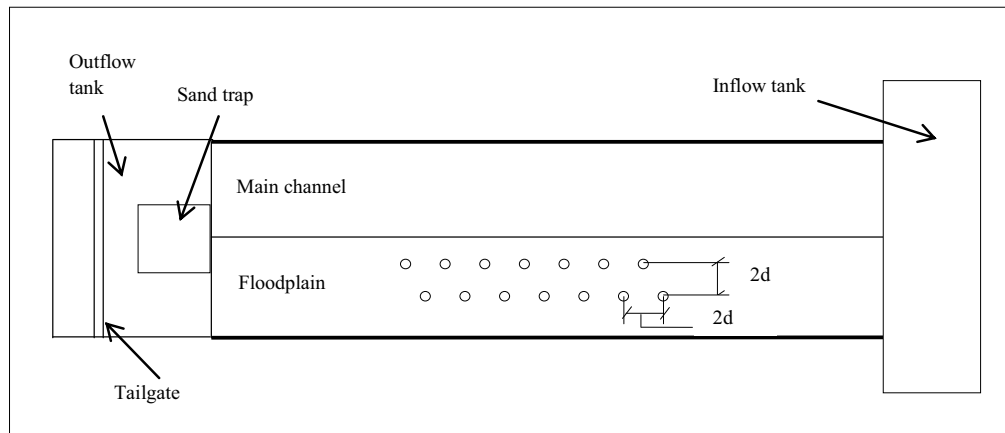 Outflow
tank
Sand trap
Inflow tank
Main channel
Floodplain
2d
2d
Tailgate